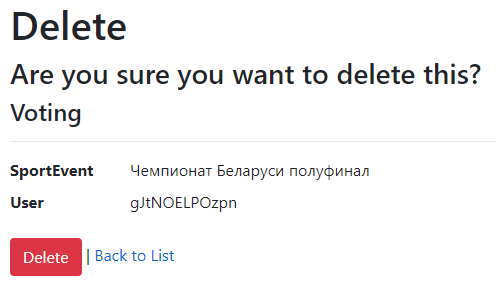 Delete
Are you sure you want to delete this?
Voting
SportEvent Чемпионат Беларуси полуфинал
User gJtNOELPOzpn
Delete | Back to List